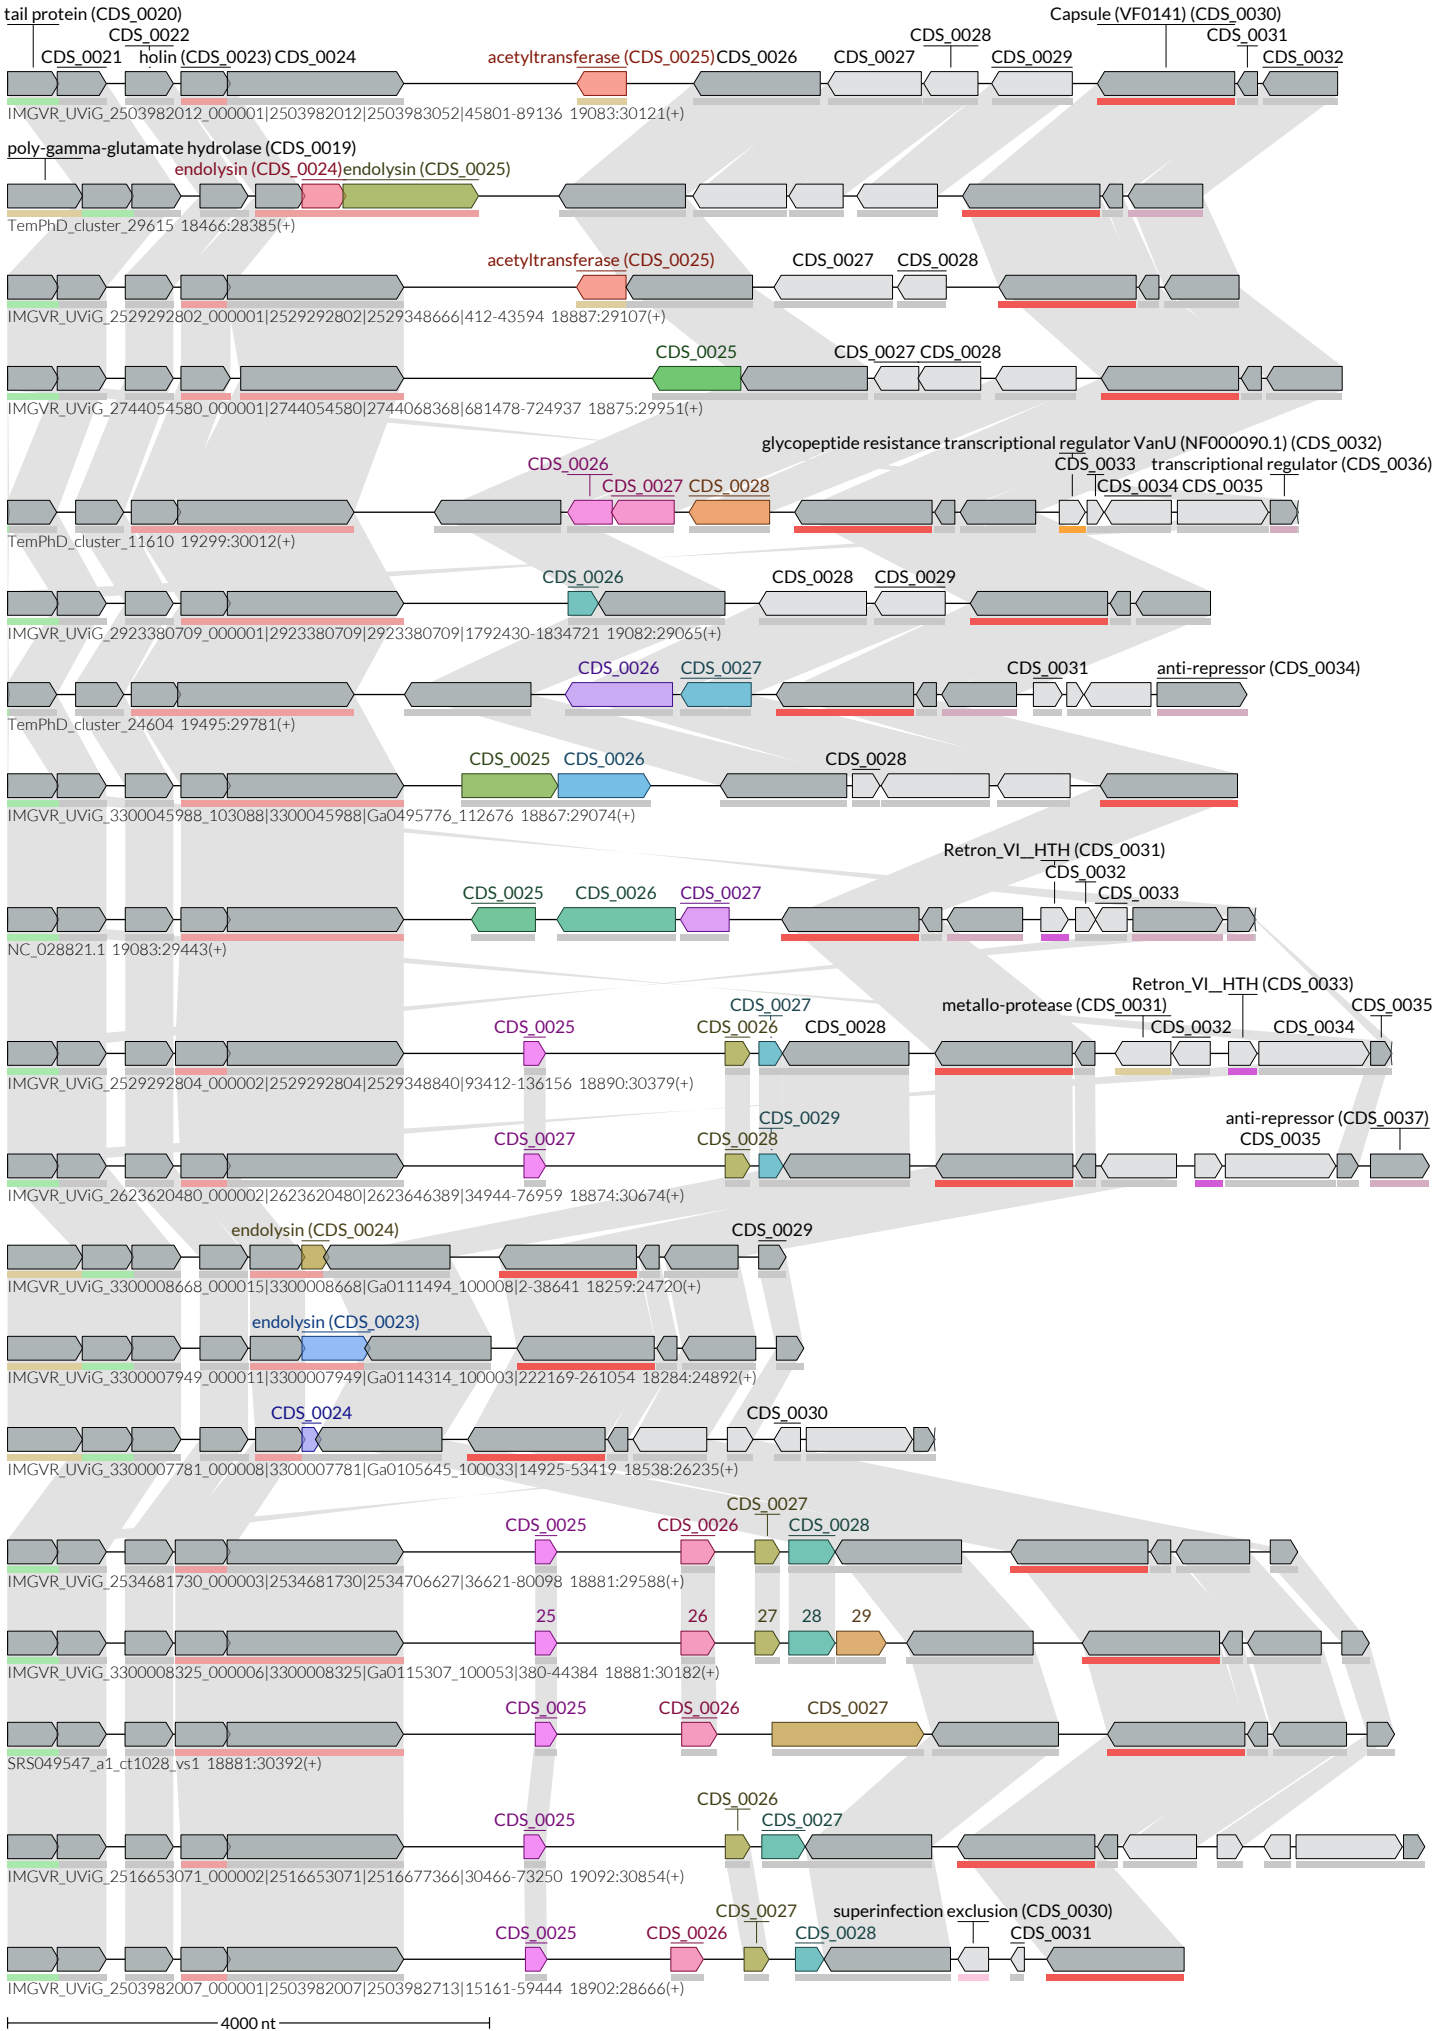 tail protein (CDS_0020) Capsule (VF0141) (CDS_0030)
CDS_0022 CDS_0028 CDS_0031
CDS_0021 holin (CDS_0023) CDS_0024 acetyltransferase (CDS_0025) CDS_0026 CDS_0027 CDS_0029 CDS_0032
IMGVR_UViG_2503982012_000001|2503982012|2503983052|45801-89136 19083:30121(+)
poly-gamma-glutamate hydrolase (CDS_0019)
endolysin (CDS_0024) endolysin (CDS_0025)
TemPhD_cluster_29615 18466:28385(+)
acetyltransferase (CDS_0025) CDS_0027 CDS_0028
IMGVR_UViG_2529292802_000001|2529292802|2529348666|412-43594 18887:29107(+)
CDS_0025 CDS_0027 CDS_0028
IMGVR_UViG_2744054580_000001|2744054580|2744068368|681478-724937 18875:29951(+)
glycopeptide resistance transcriptional regulator VanU (NF000090.1) (CDS_0032)
CDS_0026 CDS_0033 transcriptional regulator (CDS_0036)
CDS_0027 CDS_0028 CDS_0034 CDS_0035
TemPhD_cluster_11610 19299:30012(+)
CDS_0026 CDS_0028 CDS_0029
IMGVR_UViG_2923380709_000001|2923380709|2923380709|1792430-1834721 19082:29065(+)
CDS_0026 CDS_0027 CDS_0031 anti-repressor (CDS_0034)
TemPhD_cluster_24604 19495:29781(+)
CDS_0025 CDS_0026 CDS_0028
IMGVR_UViG_3300045988_103088|3300045988|Ga0495776_112676 18867:29074(+)
Retron_VI__HTH (CDS_0031)
CDS_0032
CDS_0025 CDS_0026 CDS_0027 CDS_0033
NC_028821.1 19083:29443(+)
Retron_VI__HTH (CDS_0033)
CDS_0027 metallo-protease (CDS_0031) CDS_0035
CDS_0025 CDS_0026 CDS_0028 CDS_0032 CDS_0034
IMGVR_UViG_2529292804_000002|2529292804|2529348840|93412-136156 18890:30379(+)
CDS_0029 anti-repressor (CDS_0037)
CDS_0027 CDS_0028 CDS_0035
IMGVR_UViG_2623620480_000002|2623620480|2623646389|34944-76959 18874:30674(+)
endolysin (CDS_0024) CDS_0029
IMGVR_UViG_3300008668_000015|3300008668|Ga0111494_100008|2-38641 18259:24720(+)
endolysin (CDS_0023)
IMGVR_UViG_3300007949_000011|3300007949|Ga0114314_100003|222169-261054 18284:24892(+)
CDS_0024 CDS_0030
IMGVR_UViG_3300007781_000008|3300007781|Ga0105645_100033|14925-53419 18538:26235(+)
CDS_0027
CDS_0025 CDS_0026 CDS_0028
IMGVR_UViG_2534681730_000003|2534681730|2534706627|36621-80098 18881:29588(+)
25 26 27 28 29
IMGVR_UViG_3300008325_000006|3300008325|Ga0115307_100053|380-44384 18881:30182(+)
CDS_0025 CDS_0026 CDS_0027
SRS049547_a1_ct1028_vs1 18881:30392(+)
CDS_0026
CDS_0025 CDS_0027
IMGVR_UViG_2516653071_000002|2516653071|2516677366|30466-73250 19092:30854(+)
CDS_0027 superinfection exclusion (CDS_0030)
CDS_0025 CDS_0026 CDS_0028 CDS_0031
IMGVR_UViG_2503982007_000001|2503982007|2503982713|15161-59444 18902:28666(+)
4000 nt